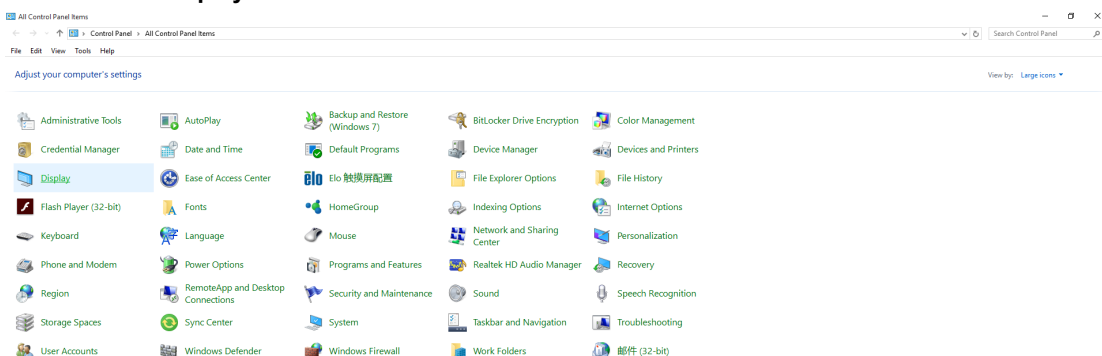 All Control Panel Items
Control Panel > All Control Panel Items
Search Control Panel
File Edit View Tools Help
Adjust your computer's settings
View by: Large icons
Administrative Tools
AutoPlay
Backup and Restore
(Windows 7)
BitLocker Drive Encryption
Color Management
Credential Manager
Date and Time
Default Programs
Device Manager
Devices and Printers
Display
Ease of Access Center
elo
Elo 触摸屏配置
File Explorer Options
File History
Flash Player (32-bit)
Fonts
HomeGroup
Indexing Options
Internet Options
Keyboard
Language
Mouse
Network and Sharing
Center
Personalization
Phone and Modem
Power Options
Programs and Features
Realtek HD Audio Manager
Recovery
Region
RemoteApp and Desktop
Connections
Security and Maintenance
Sound
Speech Recognition
Storage Spaces
Sync Center
System
Taskbar and Navigation
Troubleshooting
User Accounts
Windows Defender
Windows Firewall
Work Folders
邮件 (32-bit)